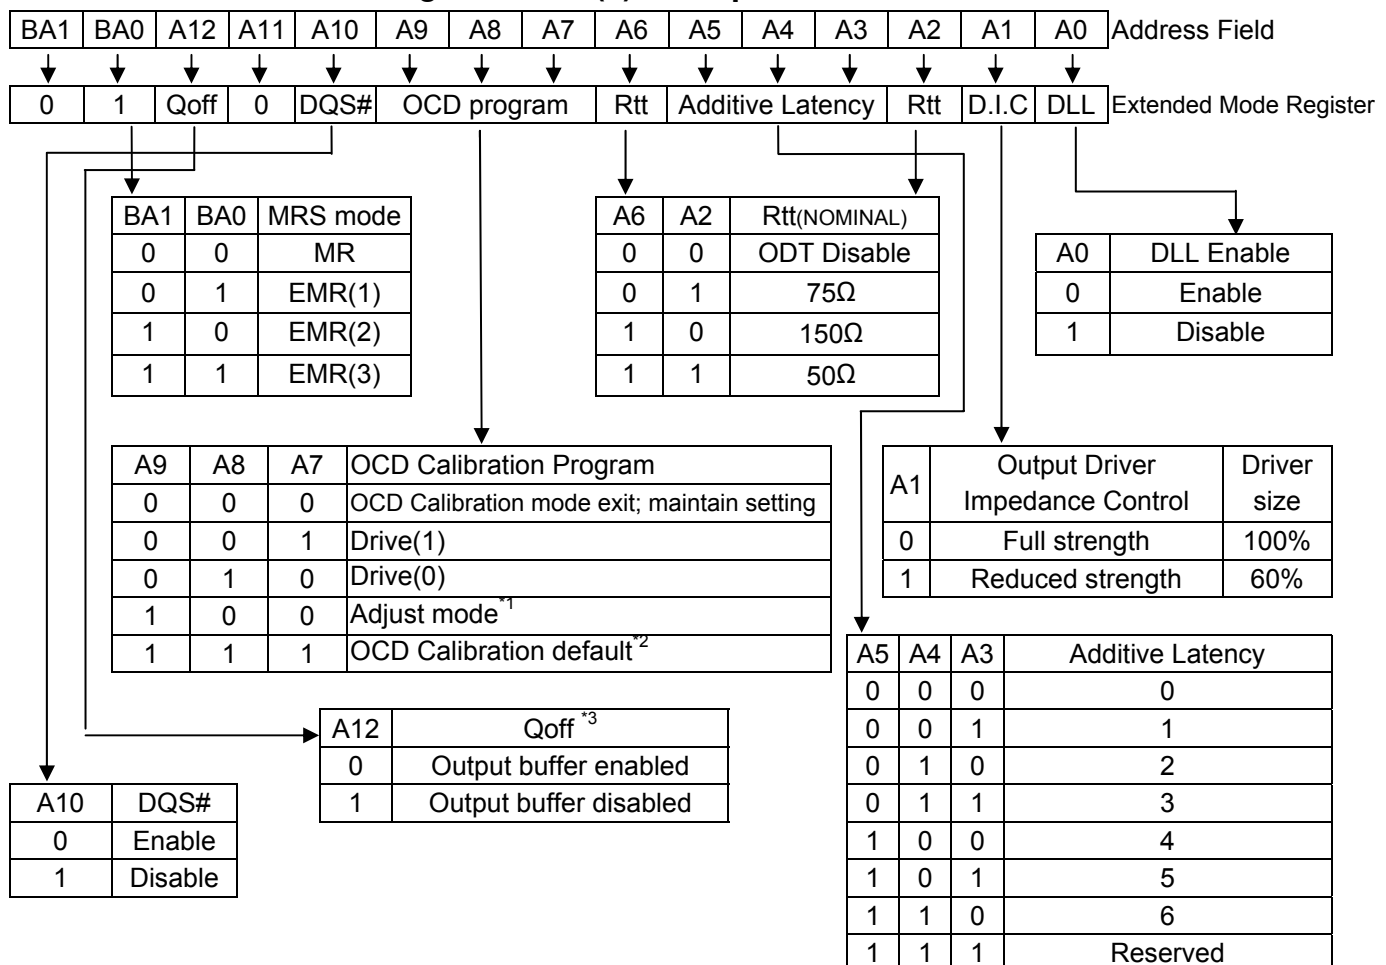 BA1 BA0 A12 A11 A10 A9 A8 A7 A6 A5 A4 A3 A2 A1 A0 Address Field
0 1 Qoff 0 DQS# OCD program Rtt Additive Latency Rtt D.I.C DLL Extended Mode Register
BA1 BA0 MRS mode
0 0 MR
0 1 EMR(1)
1 0 EMR(2)
1 1 EMR(3)
A6 A2 Rtt(NOMINAL)
0 0 ODT Disable
0 1 75Ω
1 0 150Ω
1 1 50Ω
A0 DLL Enable
0 Enable
1 Disable
A9 A8 A7 OCD Calibration Program
0 0 0 OCD Calibration mode exit; maintain setting
0 0 1 Drive(1)
0 1 0 Drive(0)
1 0 0 Adjust mode*1
1 1 1 OCD Calibration default*2
A1 Output Driver Impedance Control Driver size
0 Full strength 100%
1 Reduced strength 60%
A12 Qoff *3
0 Output buffer enabled
1 Output buffer disabled
A10 DQS#
0 Enable
1 Disable
A5 A4 A3 Additive Latency
0 0 0 0
0 0 1 1
0 1 0 2
0 1 1 3
1 0 0 4
1 0 1 5
1 1 0 6
1 1 1 Reserved